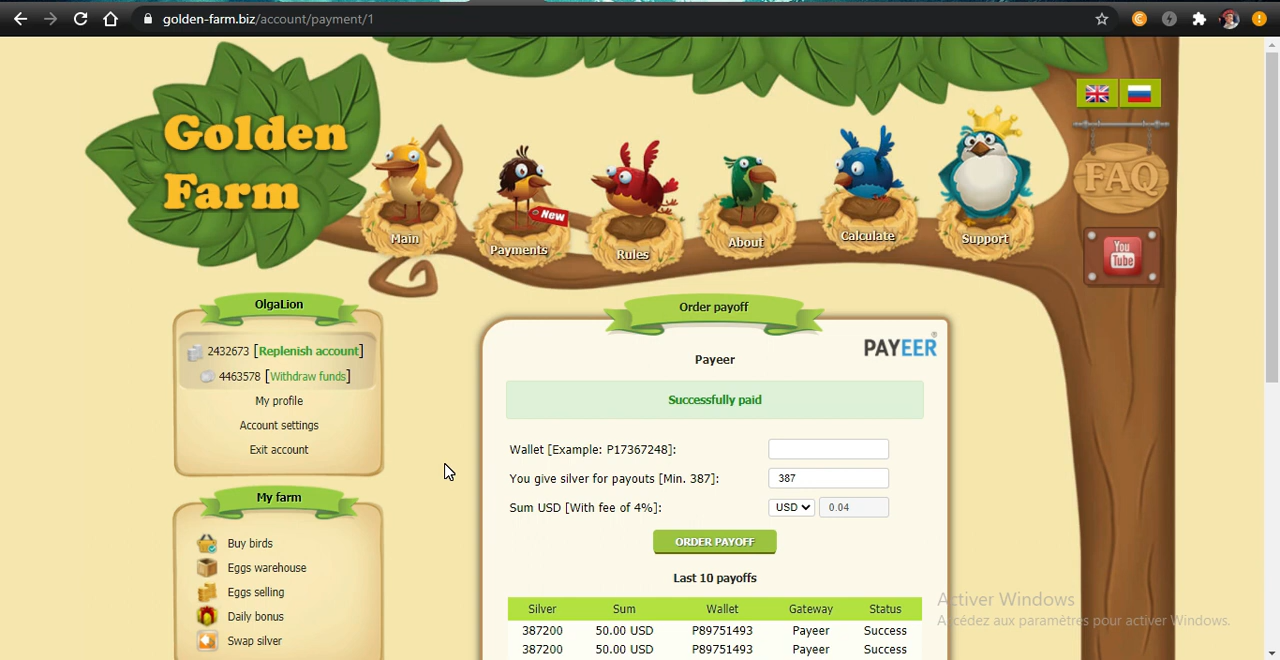 golden-farm.biz/account/payment/1
Golden
Farm
Main
Payments
New
Rules
About
Calculate
Support
FAQ
You
Tube
OlgaLion
2432673 [Replenish account]
4463578 [Withdraw funds]
My profile
Account settings
Exit account
My farm
Buy birds
Eggs warehouse
Eggs selling
Daily bonus
Swap silver
Order payoff
PAYEER®
Payeer
Successfully paid
Wallet [Example: P17367248]:
You give silver for payouts [Min. 387]: 387
Sum USD [With fee of 4%]: USD 0.04
ORDER PAYOFF
Last 10 payoffs
Silver Sum Wallet Gateway Status
387200 50.00 USD P89751493 Payeer Success
387200 50.00 USD P89751493 Payeer Success
Activer Windows
Accédez aux paramètres pour activer Windows.